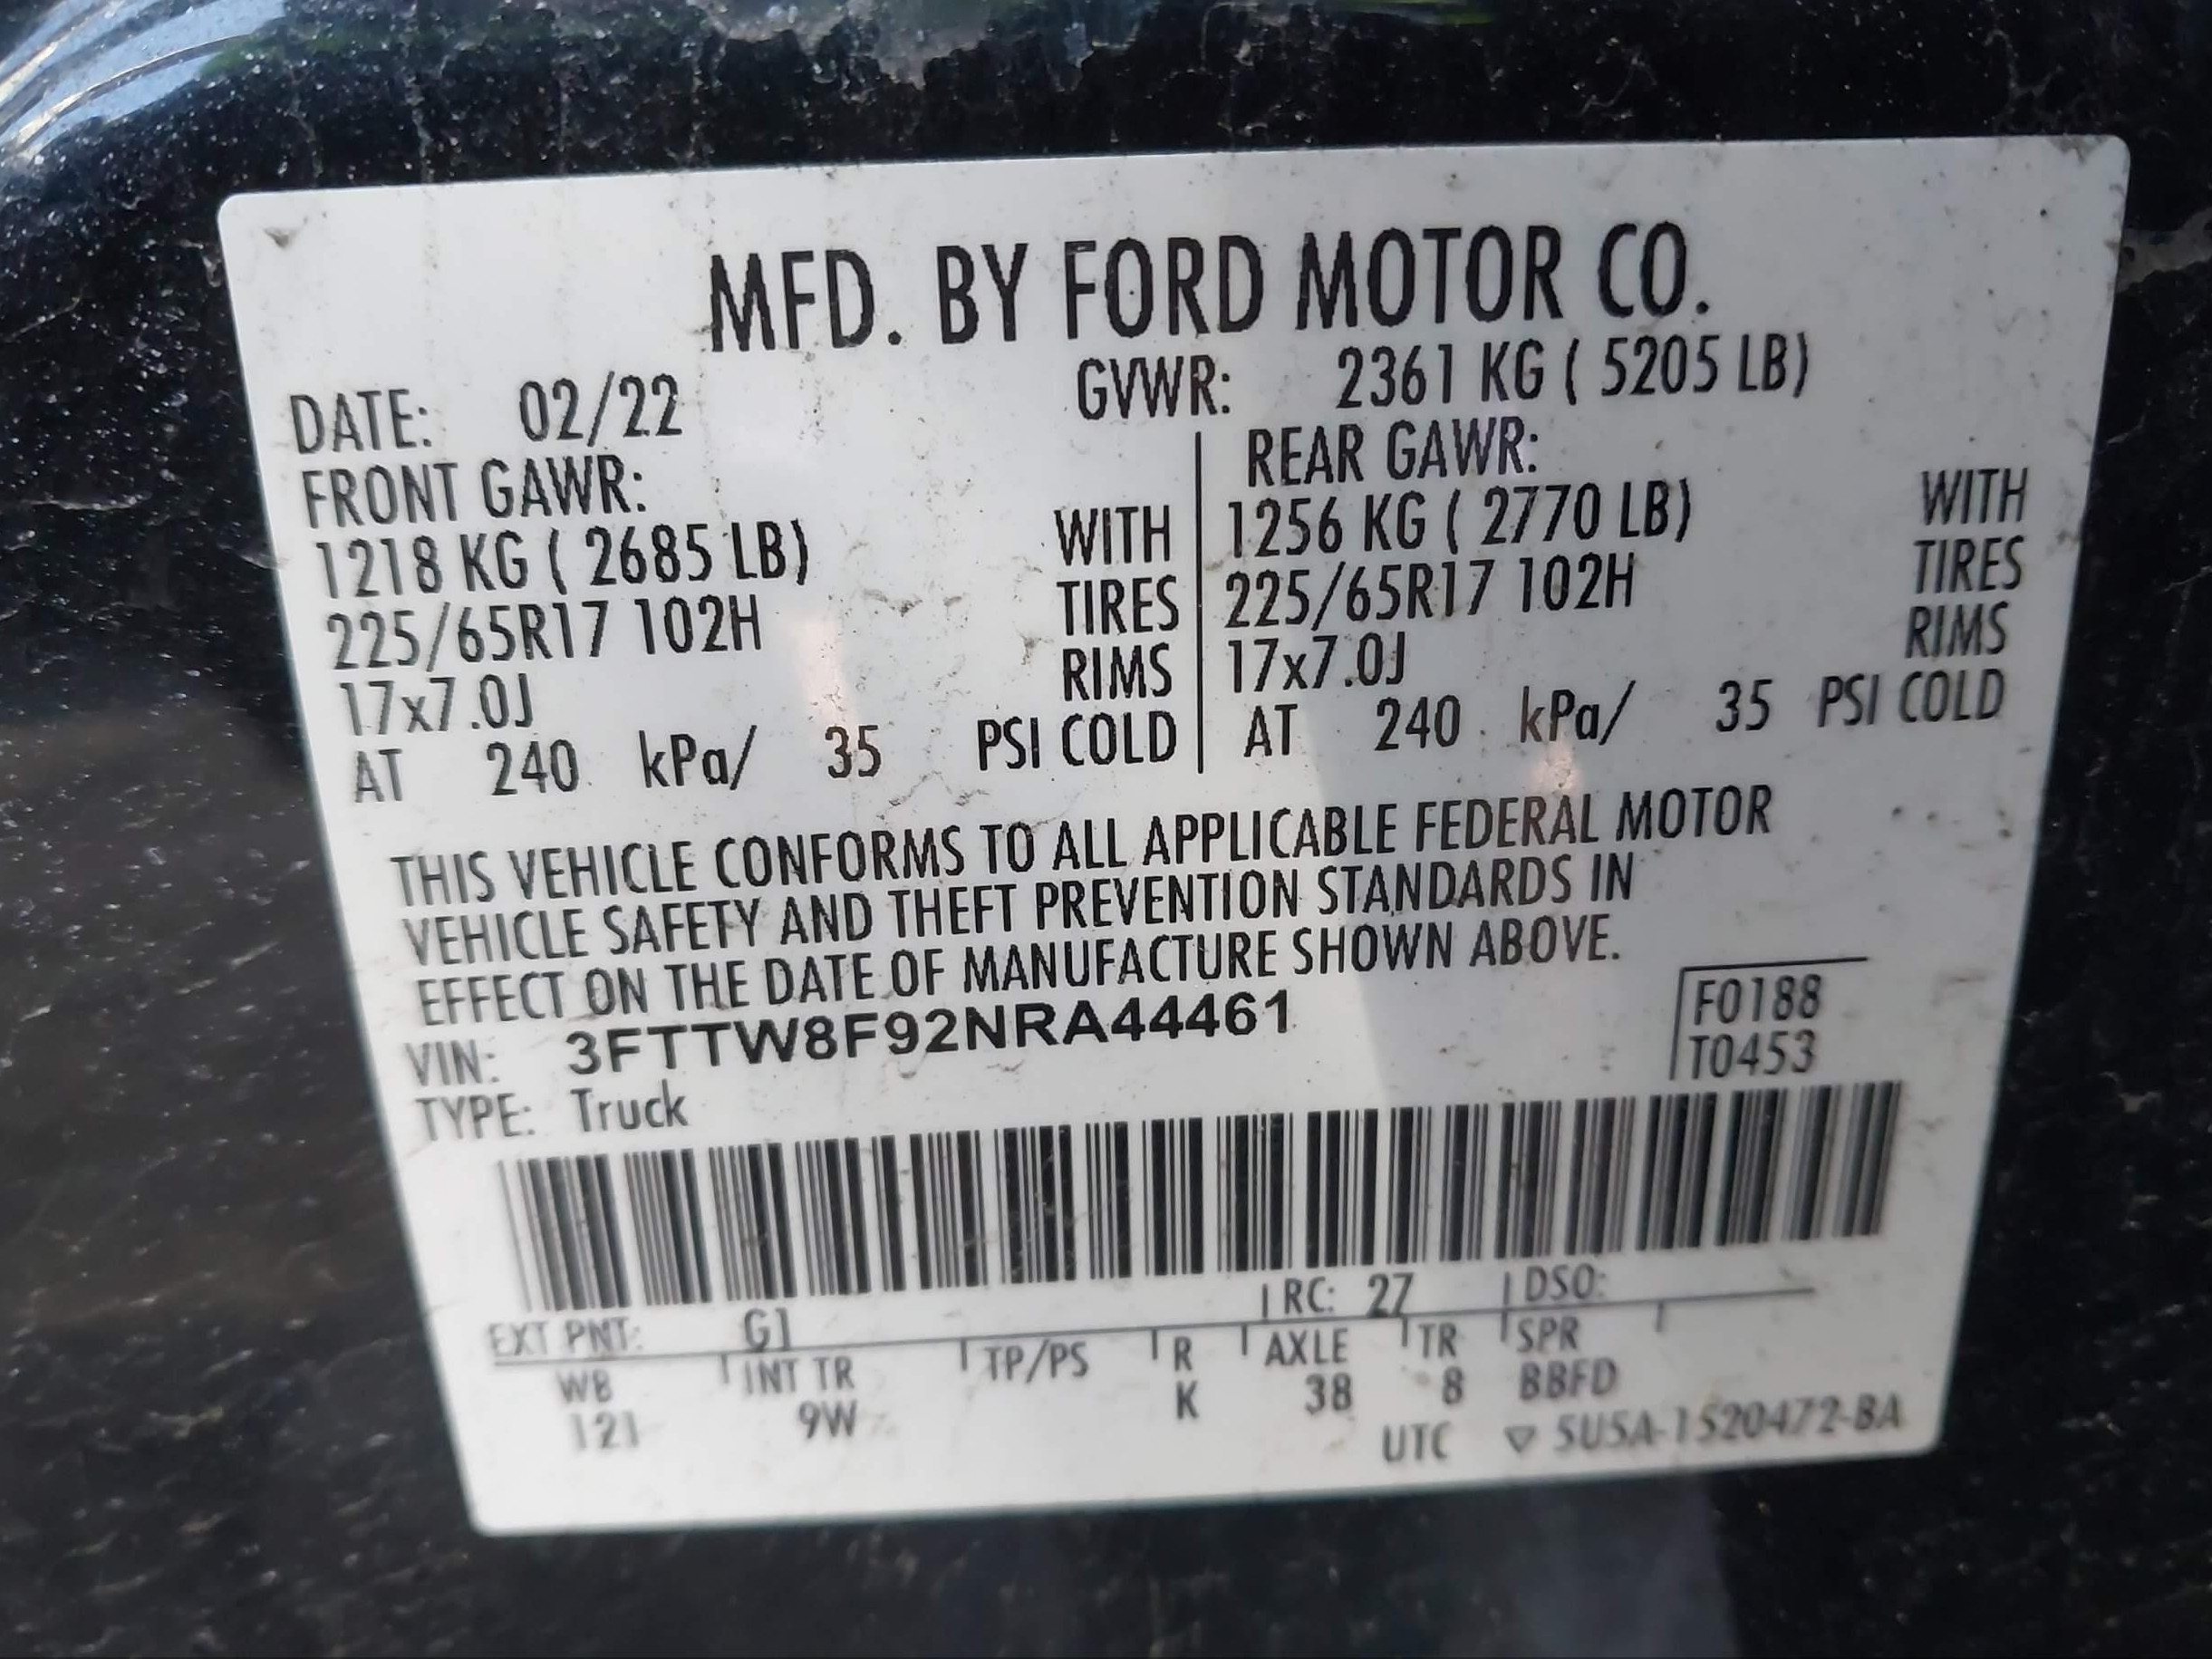 MFD. BY FORD MOTOR CO.
DATE: 02/22 GVWR: 2361 KG ( 5205 LB)
FRONT GAWR: REAR GAWR:
1218 KG ( 2685 LB) WITH 1256 KG ( 2770 LB) WITH
225/65R17 102H TIRES 225/65R17 102H TIRES
17x7.0J RIMS 17x7.0J RIMS
AT 240 kPa/ 35 PSI COLD AT 240 kPa/ 35 PSI COLD
THIS VEHICLE CONFORMS TO ALL APPLICABLE FEDERAL MOTOR
VEHICLE SAFETY AND THEFT PREVENTION STANDARDS IN
EFFECT ON THE DATE OF MANUFACTURE SHOWN ABOVE.
VIN: 3FTTW8F92NRA44461 F0188
TYPE: Truck T0453
EXT PNT: G1 RC: 27 DSO:
WB INT TR TP/PS R AXLE TR SPR
121 9W K 38 8 BBFD
UTC ▽ 5U5A-1520472-BA